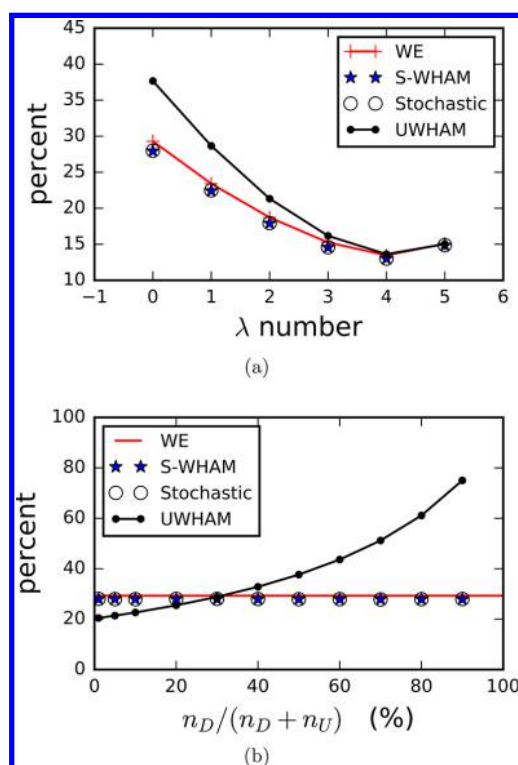 45
40
35
30
25
20
15
10
percent
WE
S-WHAM
Stochastic
UWHAM
−1 0 1 2 3 4 5 6
λ number
(a)
100
80
60
40
20
0
percent
WE
S-WHAM
Stochastic
UWHAM
0 20 40 60 80 100
n_D/(n_D + n_U) (%)
(b)